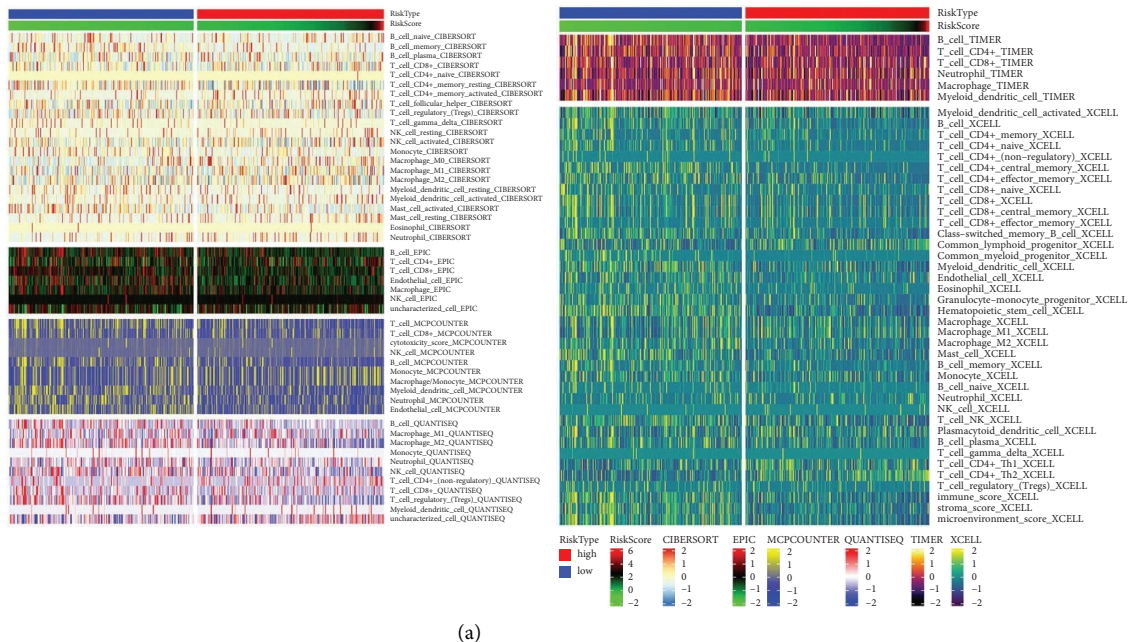 RiskType
RiskScore
B_cell_naive_CIBERSORT
B_cell_memory_CIBERSORT
B_cell_plasma_CIBERSORT
T_cell_CD8+_CIBERSORT
T_cell_CD4+_naive_CIBERSORT
T_cell_CD4+_memory_resting_CIBERSORT
T_cell_CD4+_memory_activated_CIBERSORT
T_cell_follicular_helper_CIBERSORT
T_cell_regulatory_(Tregs)_CIBERSORT
T_cell_gamma_delta_CIBERSORT
NK_cell_resting_CIBERSORT
NK_cell_activated_CIBERSORT
Monocyte_CIBERSORT
Macrophage_M0_CIBERSORT
Macrophage_M1_CIBERSORT
Macrophage_M2_CIBERSORT
Myeloid_dendritic_cell_resting_CIBERSORT
Myeloid_dendritic_cell_activated_CIBERSORT
Mast_cell_activated_CIBERSORT
Mast_cell_resting_CIBERSORT
Eosinophil_CIBERSORT
Neutrophil_CIBERSORT
B_cell_EPIC
T_cell_CD4+_EPIC
T_cell_CD8+_EPIC
Endothelial_cell_EPIC
Macrophage_EPIC
NK_cell_EPIC
uncharacterized_cell_EPIC
T_cell_MCPCOUNTER
T_cell_CD8+_MCPCOUNTER
cytotoxicity_score_MCPCOUNTER
NK_cell_MCPCOUNTER
B_cell_MCPCOUNTER
Monocyte_MCPCOUNTER
Macrophage/Monocyte_MCPCOUNTER
Myeloid_dendritic_cell_MCPCOUNTER
Neutrophil_MCPCOUNTER
Endothelial_cell_MCPCOUNTER
B_cell_QUANTISEQ
Macrophage_M1_QUANTISEQ
Macrophage_M2_QUANTISEQ
Monocyte_QUANTISEQ
Neutrophil_QUANTISEQ
NK_cell_QUANTISEQ
T_cell_CD4+_(non-regulatory)_QUANTISEQ
T_cell_CD8+_QUANTISEQ
T_cell_regulatory_(Tregs)_QUANTISEQ
Myeloid_dendritic_cell_QUANTISEQ
uncharacterized_cell_QUANTISEQ
RiskType
RiskScore
B_cell_TIMER
T_cell_CD4+_TIMER
T_cell_CD8+_TIMER
Neutrophil_TIMER
Macrophage_TIMER
Myeloid_dendritic_cell_TIMER
Myeloid_dendritic_cell_activated_XCELL
B_cell_XCELL
T_cell_CD4+_memory_XCELL
T_cell_CD4+_naive_XCELL
T_cell_CD4+_(non-regulatory)_XCELL
T_cell_CD4+_central_memory_XCELL
T_cell_CD4+_effector_memory_XCELL
T_cell_CD8+_naive_XCELL
T_cell_CD8+_XCELL
T_cell_CD8+_central_memory_XCELL
T_cell_CD8+_effector_memory_XCELL
Class-switched_memory_B_cell_XCELL
Common_lymphoid_progenitor_XCELL
Common_myeloid_progenitor_XCELL
Myeloid_dendritic_cell_XCELL
Endothelial_cell_XCELL
Eosinophil_XCELL
Granulocyte-monocyte_progenitor_XCELL
Hematopoietic_stem_cell_XCELL
Macrophage_XCELL
Macrophage_M1_XCELL
Macrophage_M2_XCELL
Mast_cell_XCELL
B_cell_memory_XCELL
Monocyte_XCELL
B_cell_naive_XCELL
Neutrophil_XCELL
NK_cell_XCELL
T_cell_NK_XCELL
Plasmacytoid_dendritic_cell_XCELL
B_cell_plasma_XCELL
T_cell_gamma_delta_XCELL
T_cell_CD4+_Th1_XCELL
T_cell_CD4+_Th2_XCELL
T_cell_regulatory_(Tregs)_XCELL
immune_score_XCELL
stroma_score_XCELL
microenvironment_score_XCELL
RiskType RiskScore CIBERSORT EPIC MCPCOUNTER QUANTISEQ TIMER XCELL
high 6 2 2 2 2 2 2
low 4 1 1 1 1 1 1
2 0 0 0 0 0 0
0 −1 −1 −1 −1 −1 −1
−2 −2 −2 −2 −2 −2 −2
(a)